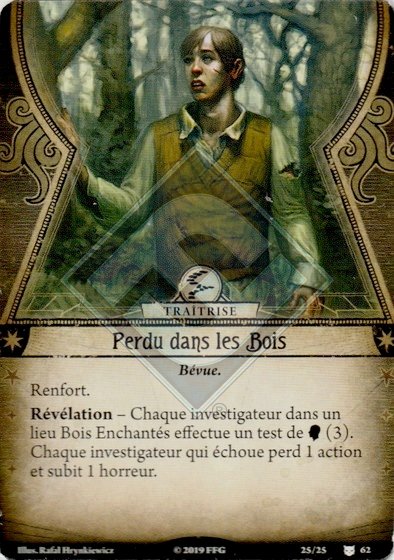 TRAÎTRISE
Perdu dans les Bois
Bévue.
Renfort.
Révélation – Chaque investigateur dans un
lieu Bois Enchantés effectue un test de (3).
Chaque investigateur qui échoue perd 1 action
et subit 1 horreur.
Illus. Rafał Hrynkiewicz © 2019 FFG 25/25 62